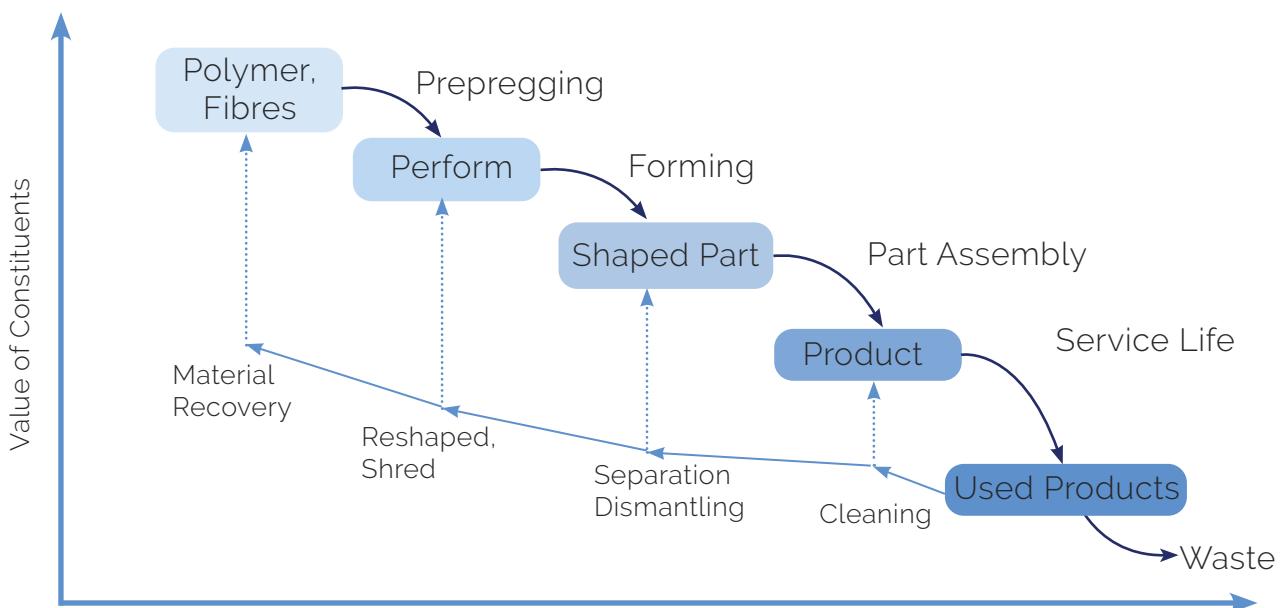 Polymer,
Fibres
Prepregging
Perform
Forming
Shaped Part
Part Assembly
Product
Service Life
Used Products
Waste
Cleaning
Separation
Dismantling
Reshaped,
Shred
Material
Recovery
Value of Constituents